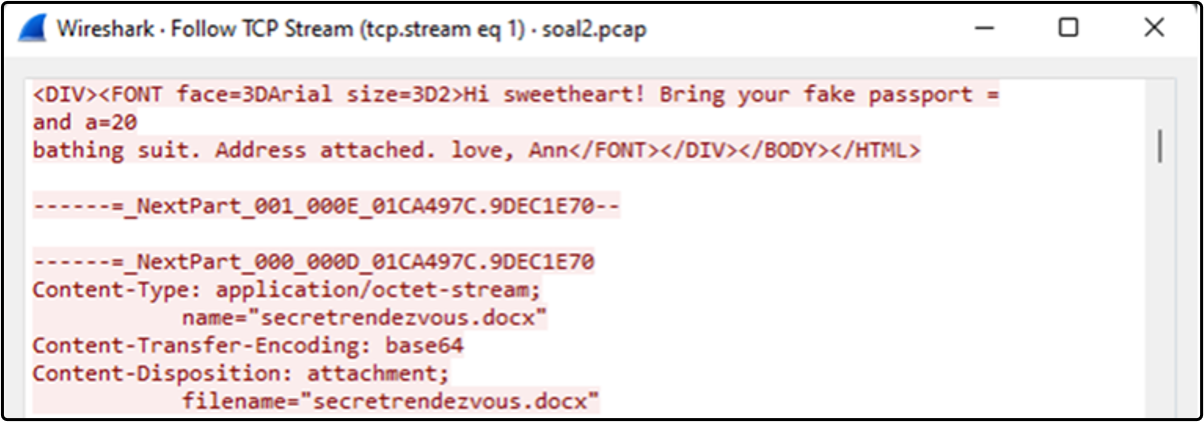 Wireshark · Follow TCP Stream (tcp.stream eq 1) · soal2.pcap
<DIV><FONT face=3DArial size=3D2>Hi sweetheart! Bring your fake passport =
and a=20
bathing suit. Address attached. love, Ann</FONT></DIV></BODY></HTML>
------=_NextPart_001_000E_01CA497C.9DEC1E70--
------=_NextPart_000_000D_01CA497C.9DEC1E70
Content-Type: application/octet-stream;
name="secretrendezvous.docx"
Content-Transfer-Encoding: base64
Content-Disposition: attachment;
filename="secretrendezvous.docx"